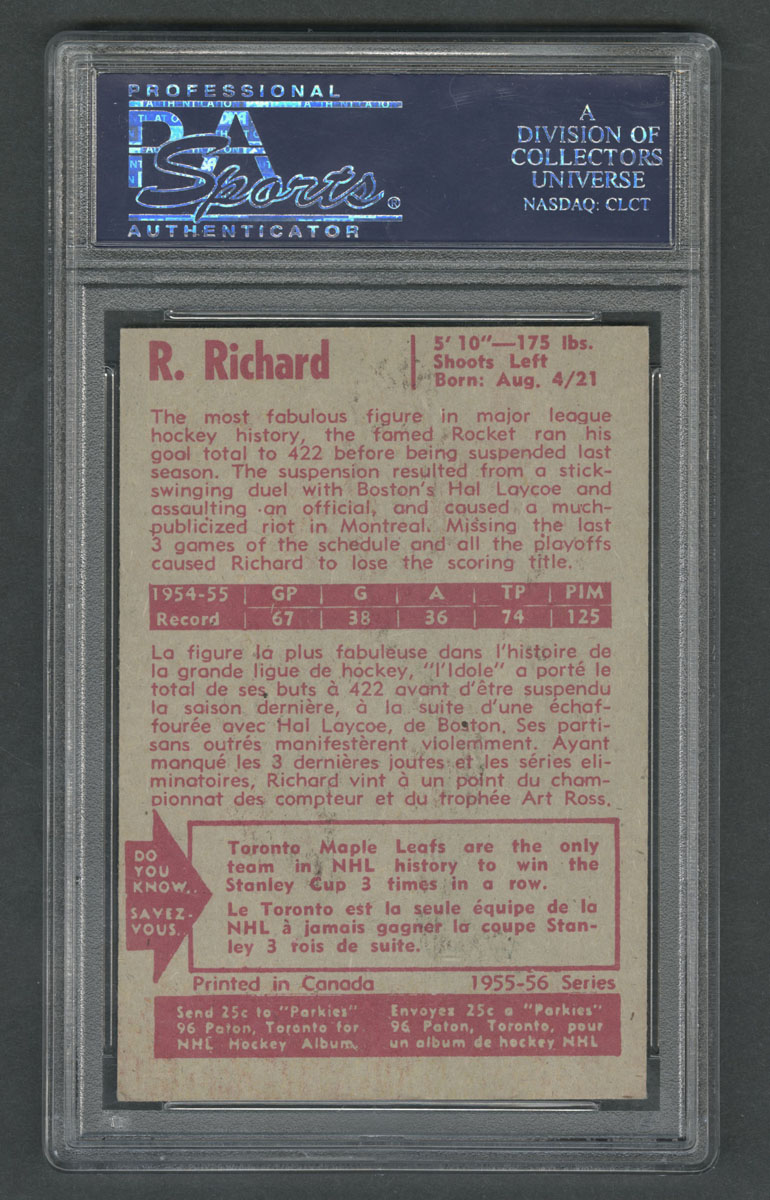 PROFESSIONAL
PSA
Sports®
AUTHENTICATOR
A
DIVISION OF
COLLECTORS
UNIVERSE
NASDAQ: CLCT
R. Richard
5' 10"—175 lbs.
Shoots Left
Born: Aug. 4/21
The most fabulous figure in major league
hockey history, the famed Rocket ran his
goal total to 422 before being suspended last
season. The suspension resulted from a stick-
swinging duel with Boston's Hal Laycoe and
assaulting an official, and caused a much-
publicized riot in Montreal. Missing the last
3 games of the schedule and all the playoffs
caused Richard to lose the scoring title.
1954-55 | GP | G | A | TP | PIM
Record | 67 | 38 | 36 | 74 | 125
La figure la plus fabuleuse dans l'histoire de
la grande ligue de hockey, "l'Idole" a porté le
total de ses buts à 422 avant d'être suspendu
la saison dernière, à la suite d'une échaf-
fourée avec Hal Laycoe, de Boston. Ses parti-
sans outrés manifestèrent violemment. Ayant
manqué les 3 dernières joutes et les séries eli-
minatoires, Richard vint à un point du cham-
pionnat des compteur et du trophée Art Ross.
DO
YOU
KNOW..
SAVEZ-
VOUS.
Toronto Maple Leafs are the only
team in NHL history to win the
Stanley Cup 3 times in a row.
Le Toronto est la seule équipe de la
NHL à jamais gagner la coupe Stan-
ley 3 rois de suite.
Printed in Canada
1955-56 Series
Send 25c to "Parkies"
96 Paton, Toronto for
NHL Hockey Album.
Envoyez 25c a "Parkies"
96 Paton, Toronto, pour
un album de hockey NHL